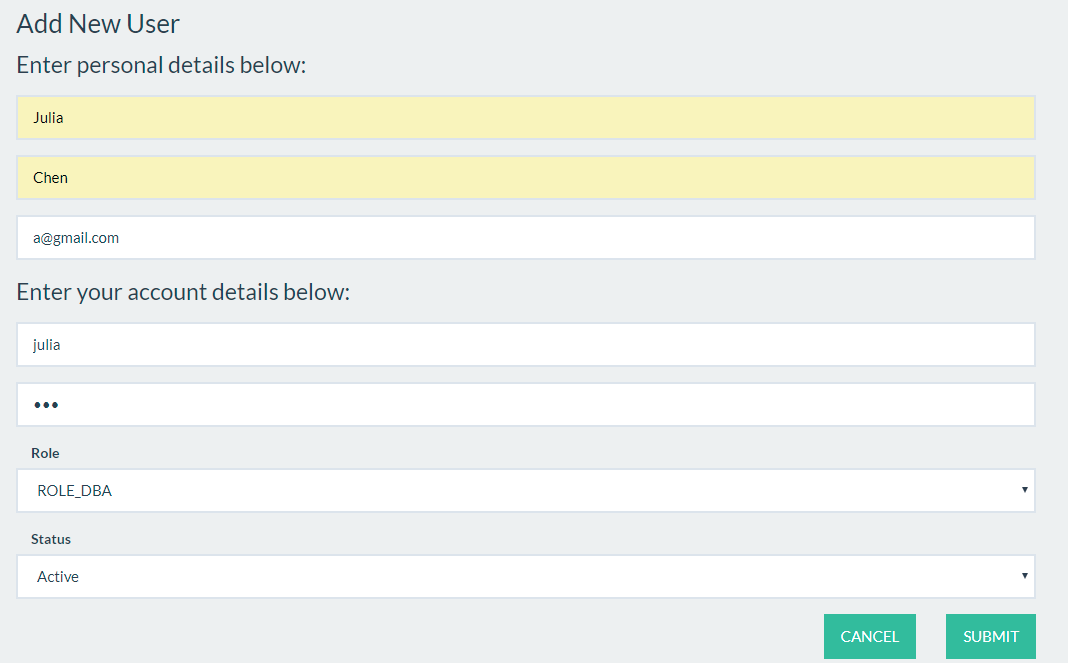 Add New User
Enter personal details below:
Julia
Chen
a@gmail.com
Enter your account details below:
julia
•••
Role
ROLE_DBA
Status
Active
CANCEL SUBMIT